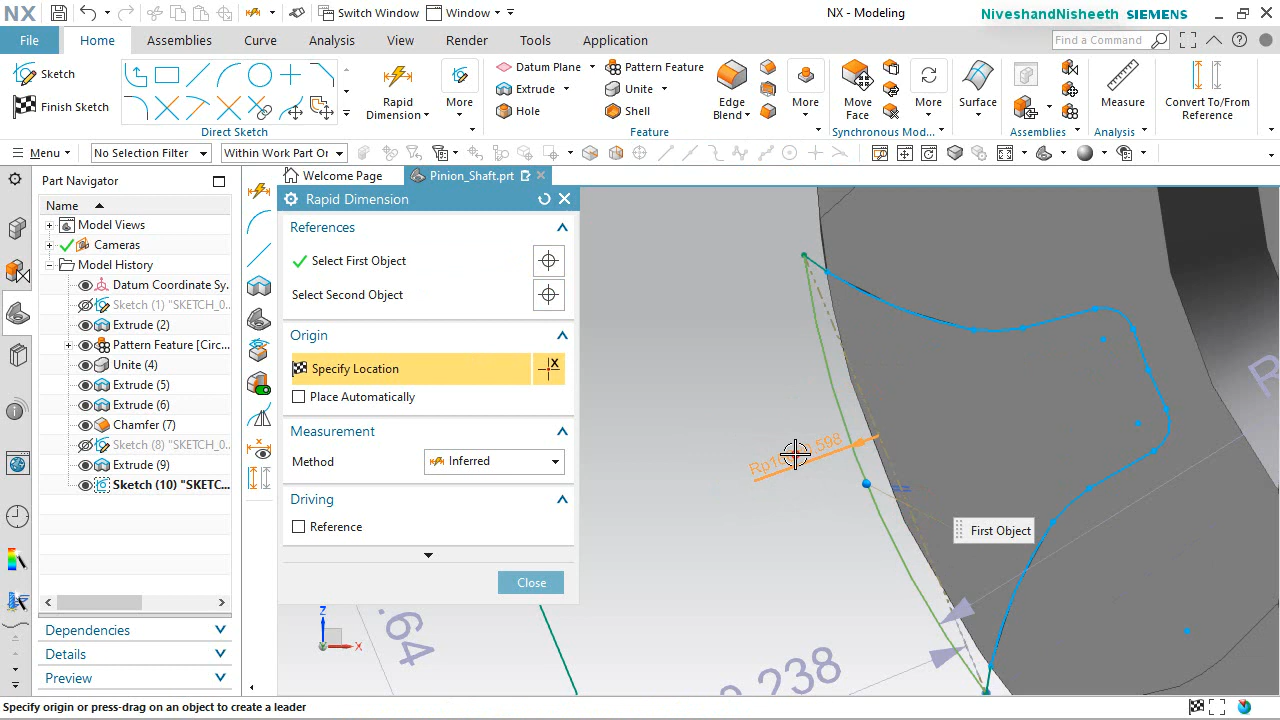 NX
Switch Window
Window
NX - Modeling
NiveshandNisheeth SIEMENS
File
Home
Assemblies
Curve
Analysis
View
Render
Tools
Application
Find a Command
Sketch
Finish Sketch
Rapid Dimension
More
Direct Sketch
Datum Plane
Extrude
Hole
Pattern Feature
Unite
Shell
Edge Blend
More
Feature
Move Face
More
Synchronous Mod...
Surface
Assemblies
Measure
Analysis
Convert To/From Reference
Menu
No Selection Filter
Within Work Part Or
Part Navigator
Welcome Page
Pinion_Shaft.prt
Name
Model Views
Cameras
Model History
Datum Coordinate Sy.
Sketch (1) "SKETCH_0..
Extrude (2)
Pattern Feature [Circ..
Unite (4)
Extrude (5)
Extrude (6)
Chamfer (7)
Sketch (8) "SKETCH_0..
Extrude (9)
Sketch (10) "SKETC...
Dependencies
Details
Preview
Rapid Dimension
References
Select First Object
Select Second Object
Origin
Specify Location
Place Automatically
Measurement
Method
Inferred
Driving
Reference
Close
First Object
R
.64
.238
Z
X
Specify origin or press-drag on an object to create a leader